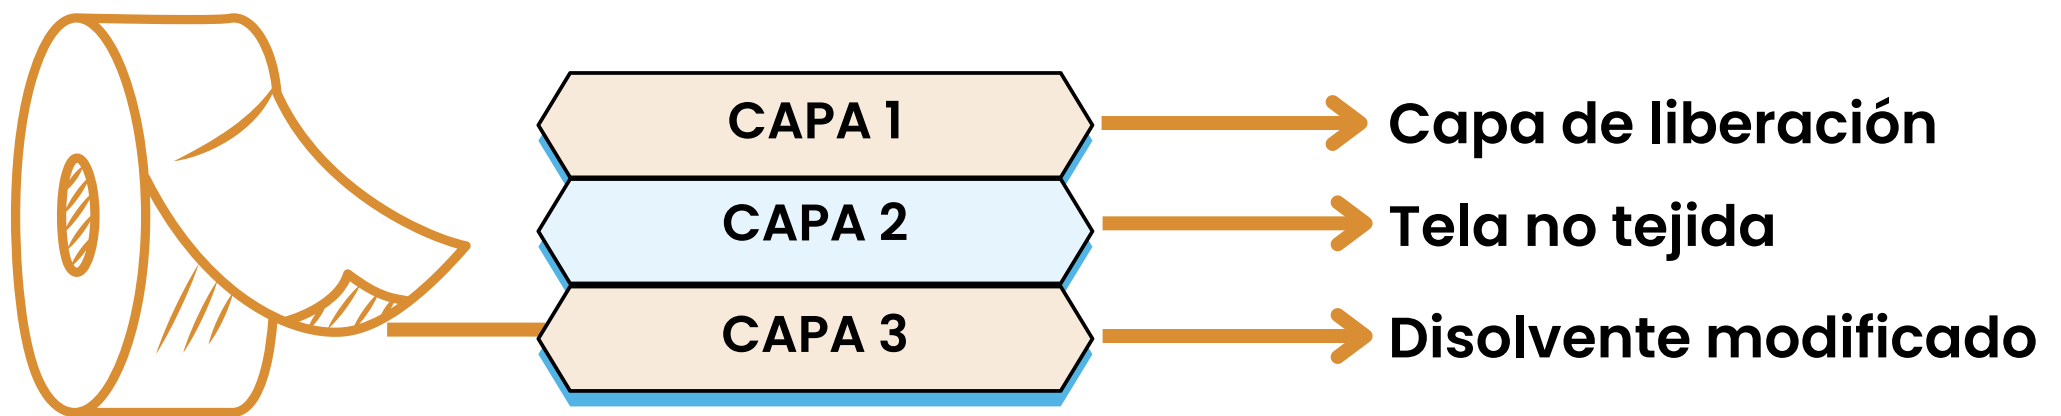 CAPA 1
Capa de liberación
CAPA 2
Tela no tejida
CAPA 3
Disolvente modificado